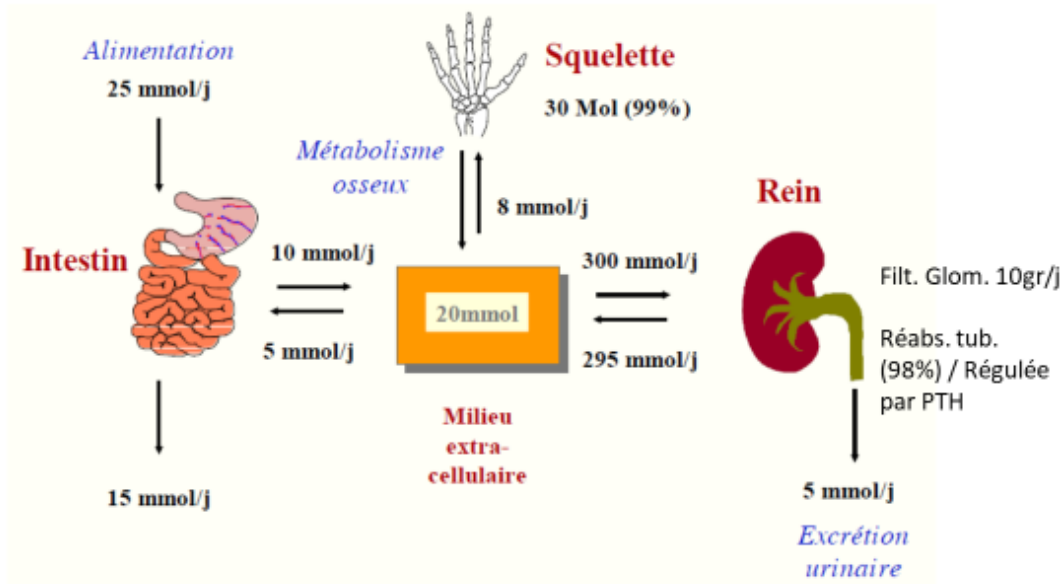 Alimentation
25 mmol/j
Squelette
30 Mol (99%)
Métabolisme
osseux
8 mmol/j
Rein
Intestin
10 mmol/j
300 mmol/j
Filt. Glom. 10gr/j
20mmol
5 mmol/j
295 mmol/j
Réabs. tub.
(98%) / Régulée
par PTH
Milieu
extra-
cellulaire
15 mmol/j
5 mmol/j
Excrétion
urinaire